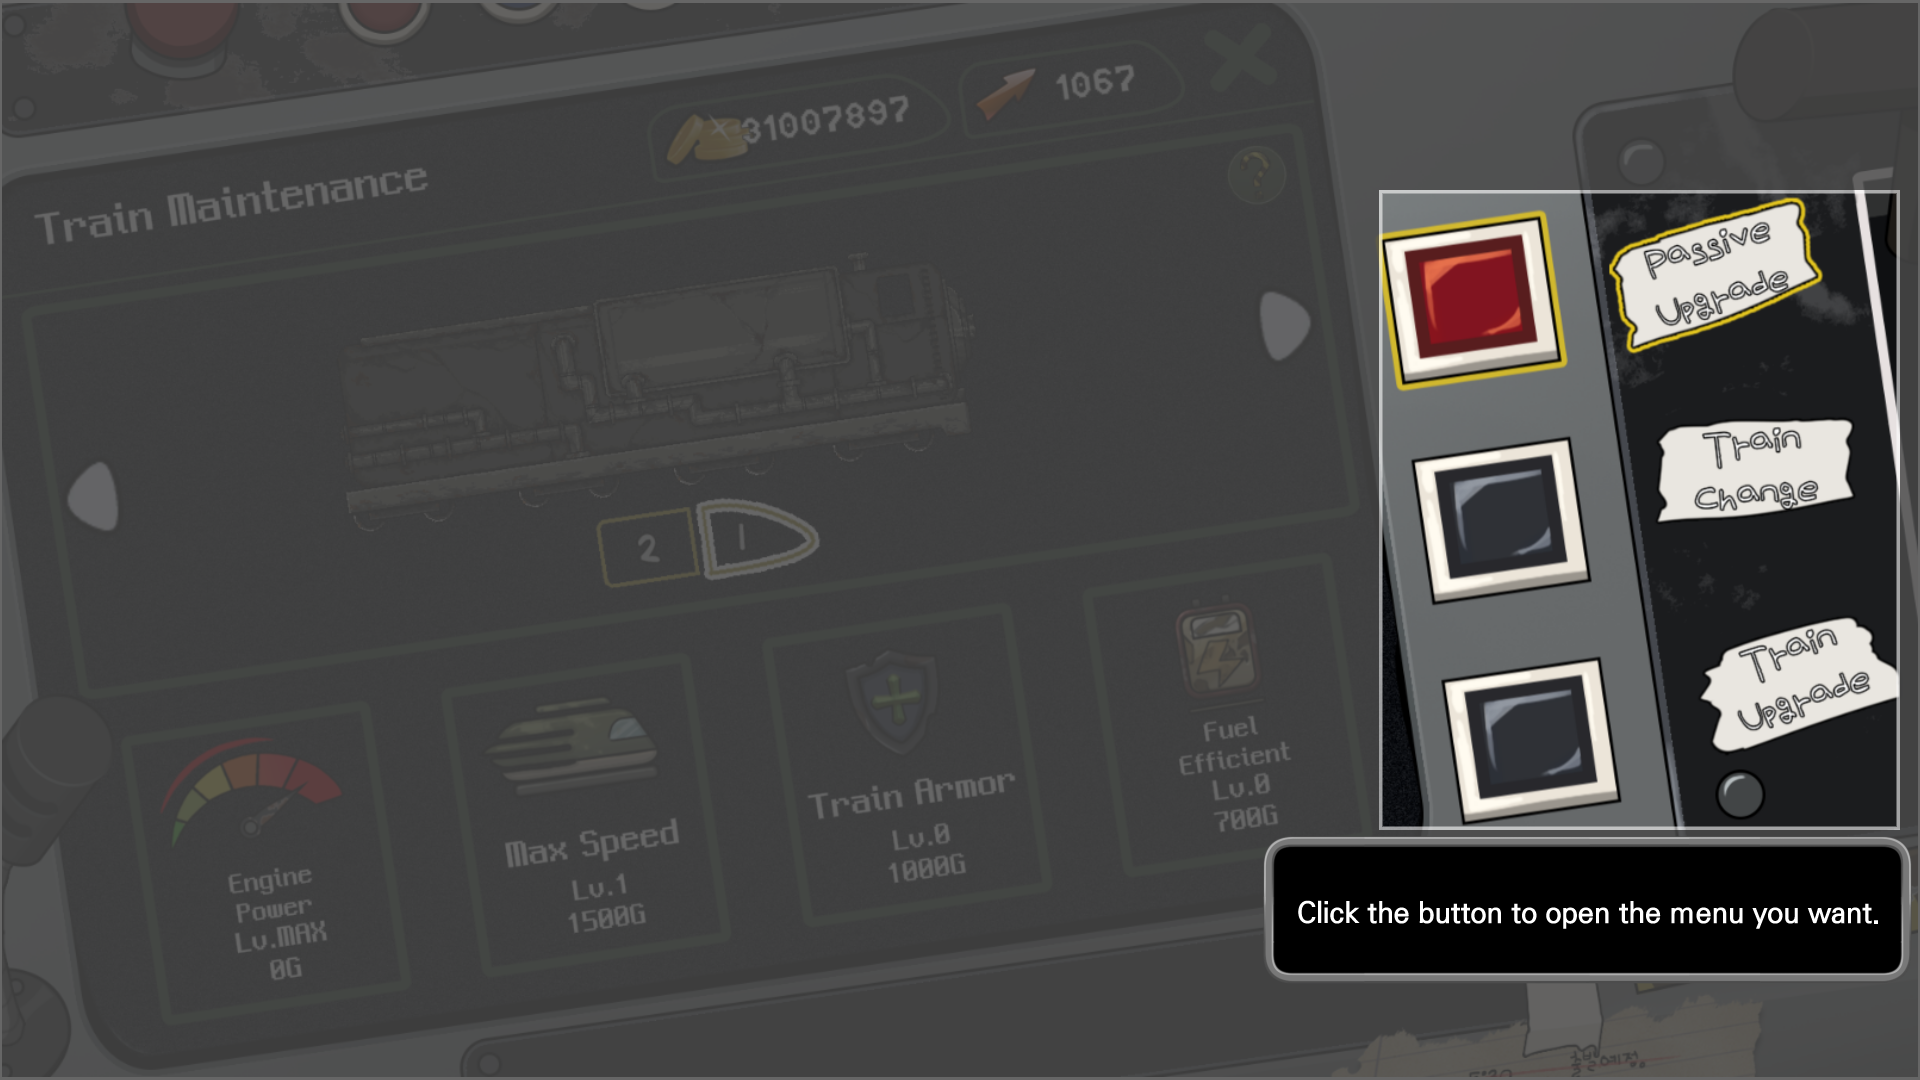 31007897
1067
Train Maintenance
?
Passive
Upgrade
Train
Change
Train
Upgrade
2
1
Engine
Power
Lv.MAX
0G
Max Speed
Lv.1
1500G
Train Armor
Lv.0
1000G
Fuel
Efficient
Lv.0
700G
Click the button to open the menu you want.